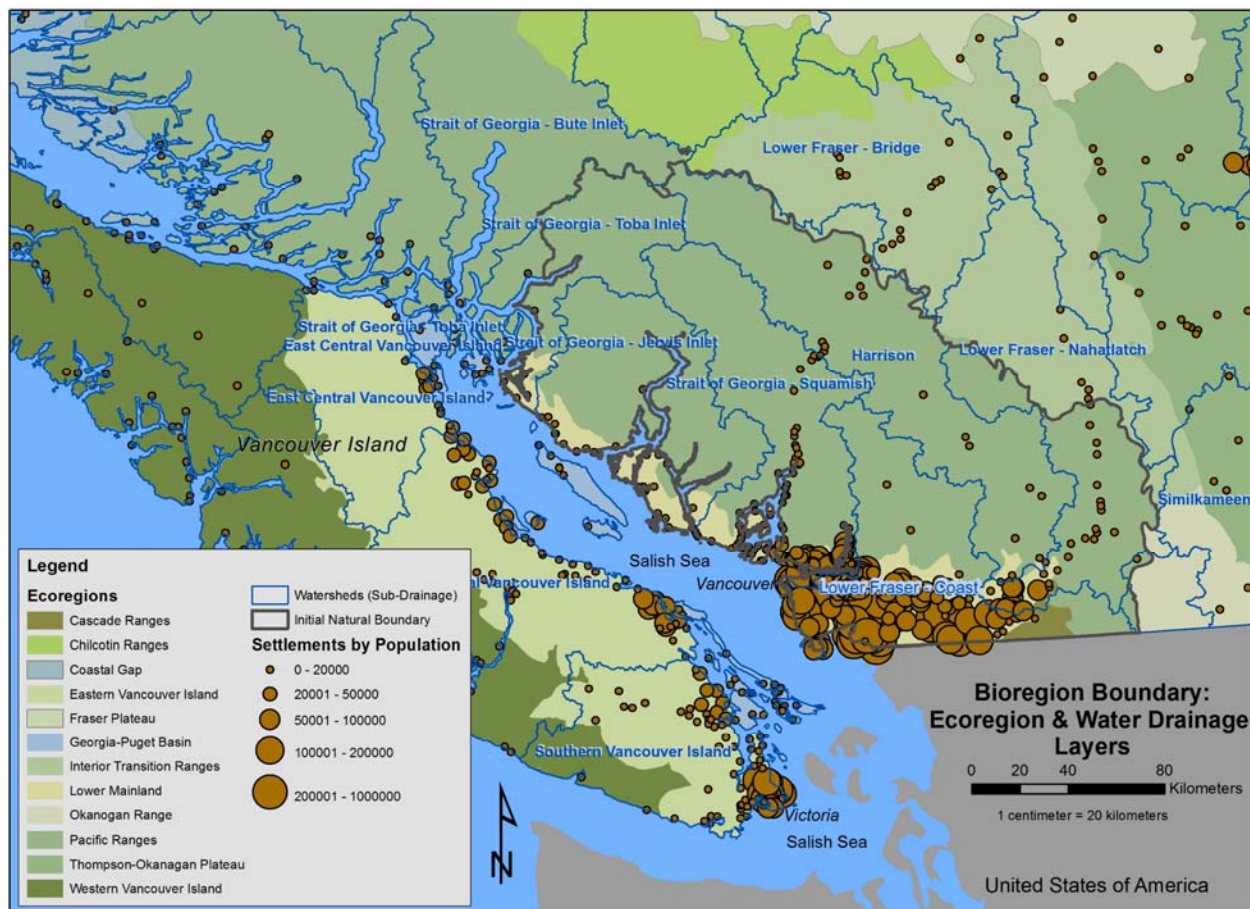 Strait of Georgia - Bute Inlet
Lower Fraser - Bridge
Strait of Georgia - Toba Inlet
Strait of Georgia - Toba Inlet
East Central Vancouver Island
Strait of Georgia - Jervis Inlet
Harrison
Lower Fraser - Nahatlatch
Strait of Georgia - Squamish
East Central Vancouver Island
Vancouver Island
Similkameen
Salish Sea
Vancouver
Lower Fraser - Coast
Vancouver Island
Southern Vancouver Island
Victoria
Salish Sea
United States of America
Legend
Ecoregions
Cascade Ranges
Chilcotin Ranges
Coastal Gap
Eastern Vancouver Island
Fraser Plateau
Georgia-Puget Basin
Interior Transition Ranges
Lower Mainland
Okanogan Range
Pacific Ranges
Thompson-Okanagan Plateau
Western Vancouver Island
Watersheds (Sub-Drainage)
Initial Natural Boundary
Settlements by Population
0 - 20000
20001 - 50000
50001 - 100000
100001 - 200000
200001 - 1000000
N
Bioregion Boundary:
Ecoregion & Water Drainage
Layers
0 20 40 80
Kilometers
1 centimeter = 20 kilometers